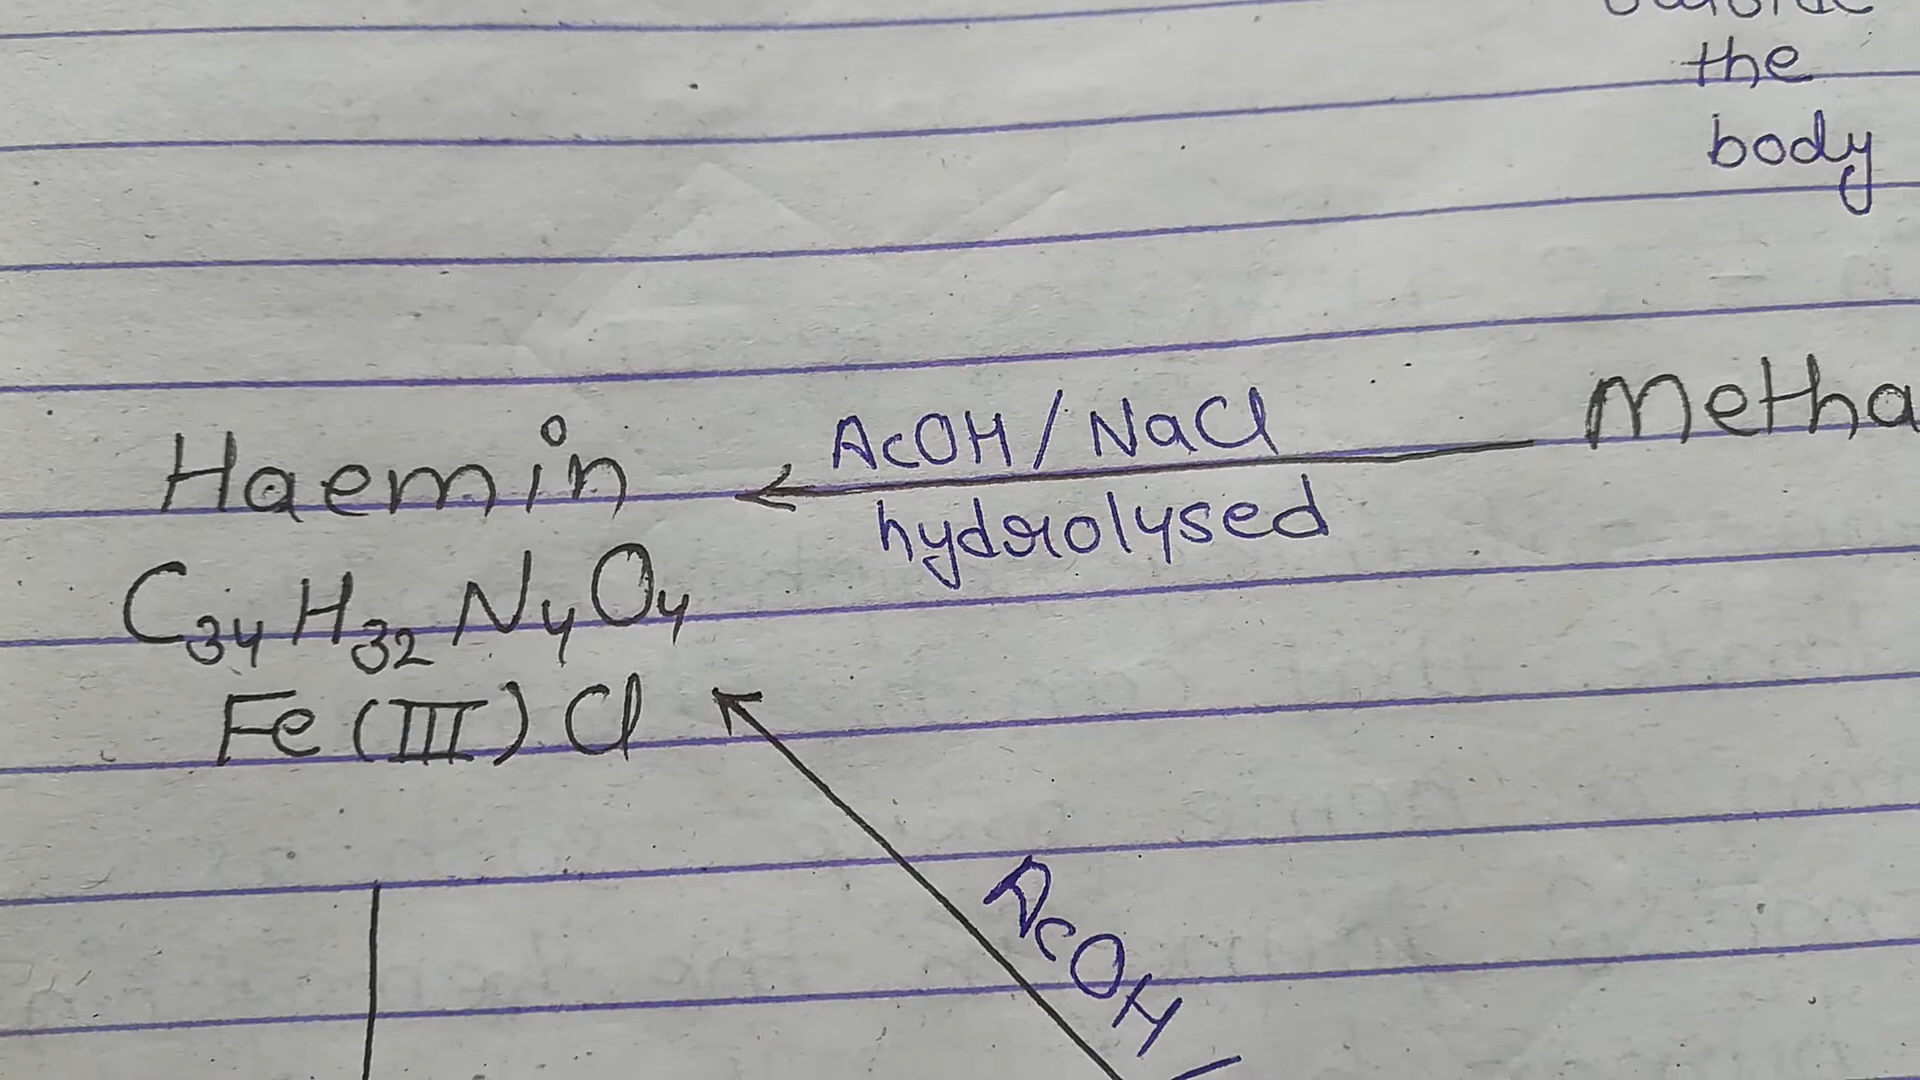 the
body
AcOH / NaCl
Metha
Haemin
hydrolysed
C₃₄H₃₂N₄O₄
Fe (III) Cl
AcOH /